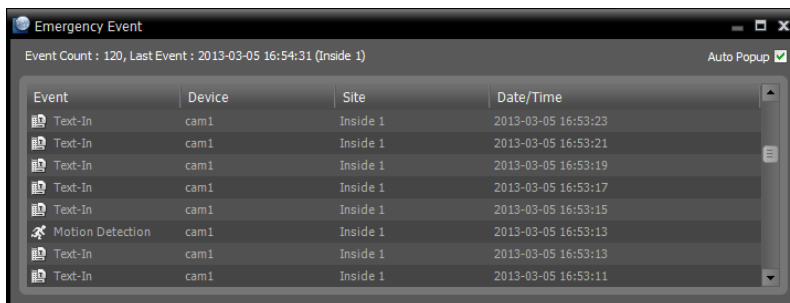 Emergency Event
Event Count : 120, Last Event : 2013-03-05 16:54:31 (Inside 1) Auto Popup
Event Device Site Date/Time
Text-In cam1 Inside 1 2013-03-05 16:53:23
Text-In cam1 Inside 1 2013-03-05 16:53:21
Text-In cam1 Inside 1 2013-03-05 16:53:19
Text-In cam1 Inside 1 2013-03-05 16:53:17
Text-In cam1 Inside 1 2013-03-05 16:53:15
Motion Detection cam1 Inside 1 2013-03-05 16:53:13
Text-In cam1 Inside 1 2013-03-05 16:53:13
Text-In cam1 Inside 1 2013-03-05 16:53:11